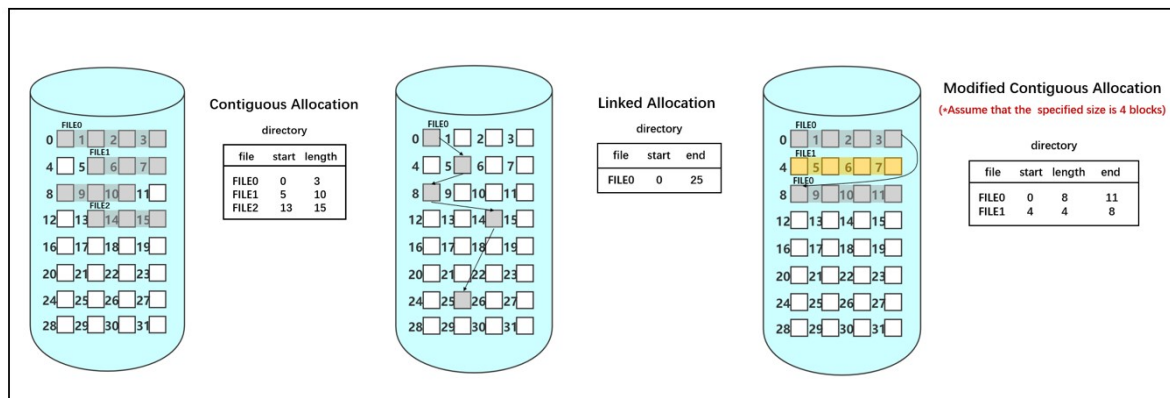 Contiguous Allocation
directory
file start length
FILE0 0 3
FILE1 5 10
FILE2 13 15
FILE0
0 1 2 3
FILE1
4 5 6 7
8 9 10 11
FILE2
12 13 14 15
16 17 18 19
20 21 22 23
24 25 26 27
28 29 30 31
Linked Allocation
directory
file start end
FILE0 0 25
FILE0
0 1 2 3
4 5 6 7
8 9 10 11
12 13 14 15
16 17 18 19
20 21 22 23
24 25 26 27
28 29 30 31
Modified Contiguous Allocation
(*Assume that the specified size is 4 blocks)
directory
file start length end
FILE0 0 8 11
FILE1 4 4 8
FILE0
0 1 2 3
FILE1
4 5 6 7
FILE0
8 9 10 11
12 13 14 15
16 17 18 19
20 21 22 23
24 25 26 27
28 29 30 31